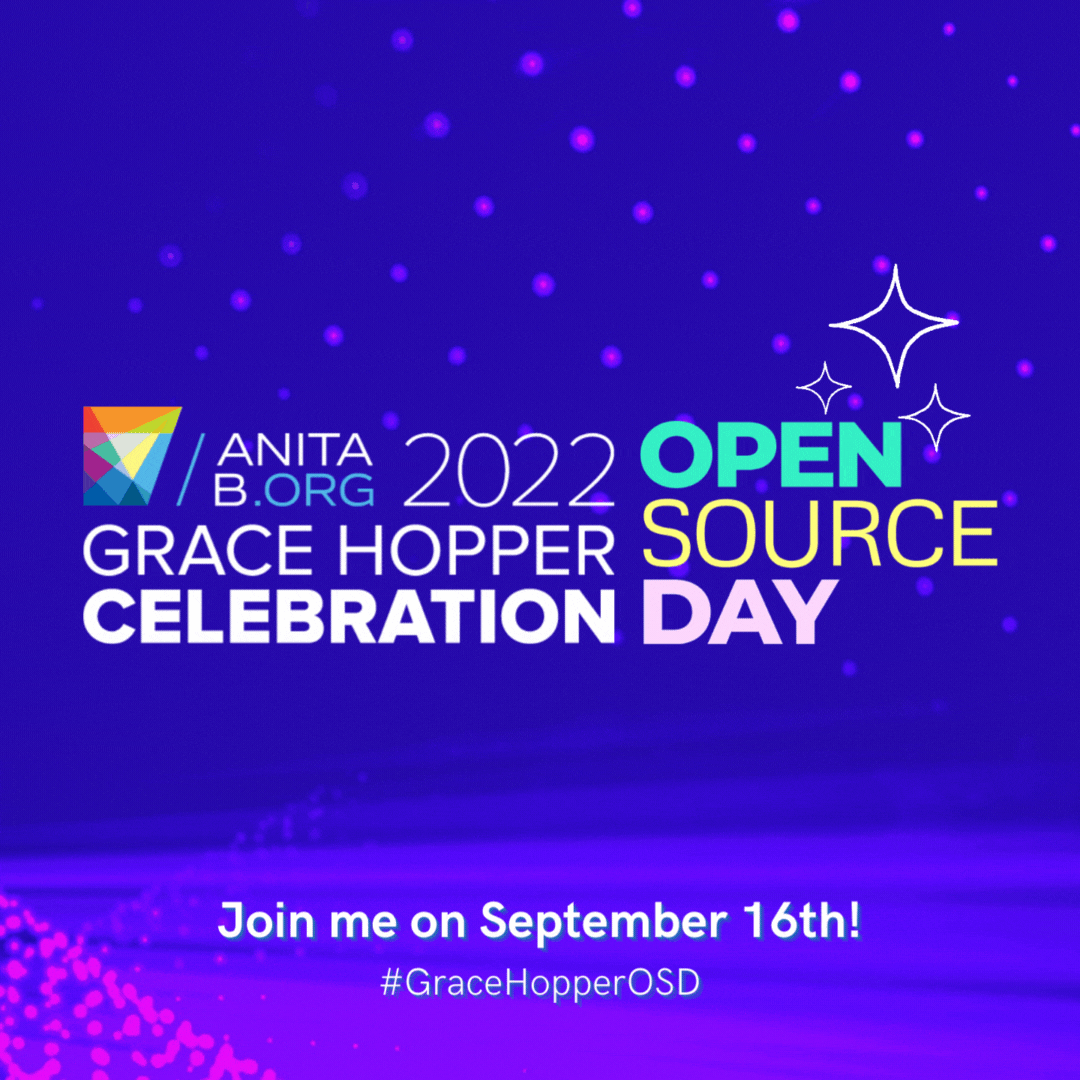 ANITA
B.ORG
2022
GRACE HOPPER
CELEBRATION
OPEN
SOURCE
DAY
Join me on September 16th!
#GraceHopperOSD